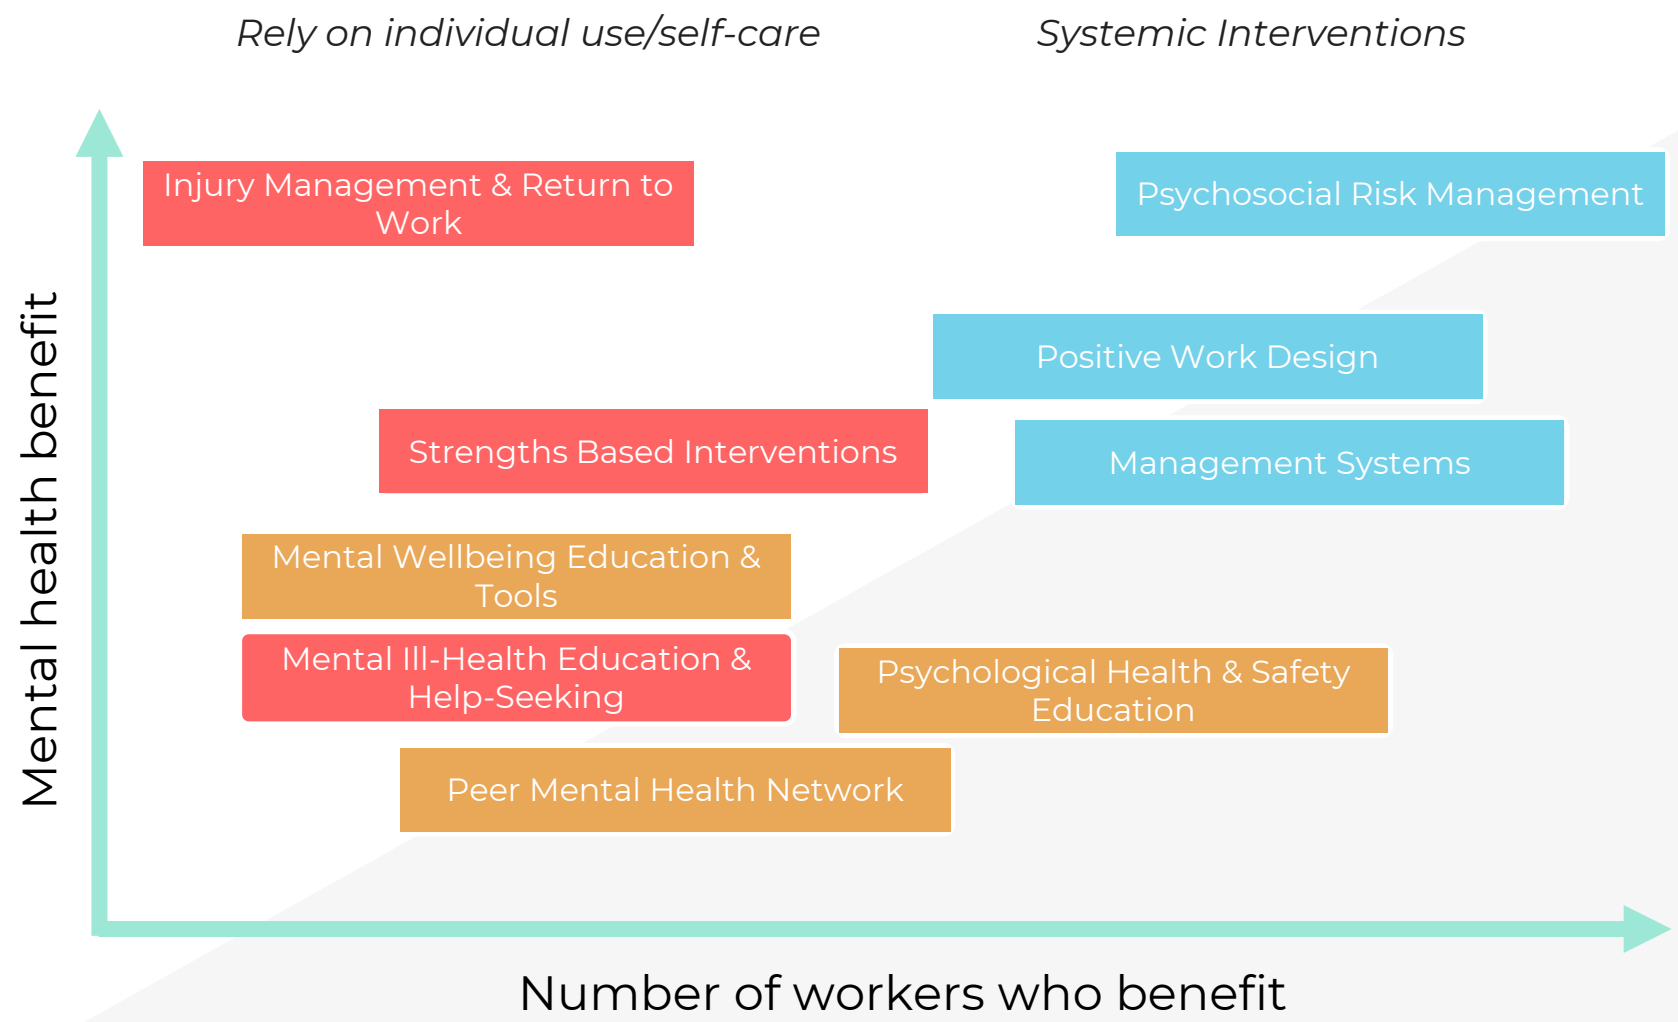 Rely on individual use/self-care
Systemic Interventions
Injury Management & Return to
Work
Psychosocial Risk Management
Positive Work Design
Strengths Based Interventions
Management Systems
Mental Wellbeing Education &
Tools
Mental Ill-Health Education &
Help-Seeking
Psychological Health & Safety
Education
Peer Mental Health Network
Mental health benefit
Number of workers who benefit